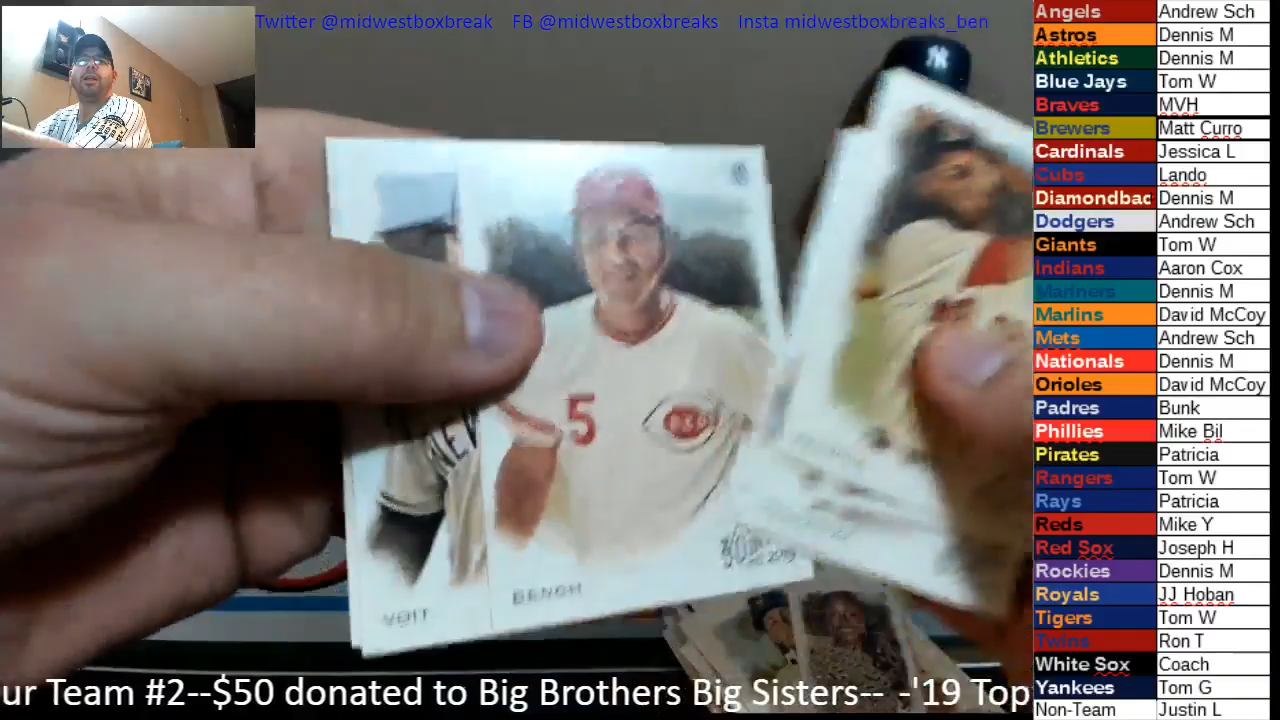 Twitter @midwestboxbreak FB @midwestboxbreaks Insta midwestboxbreaks_ben
Angels Andrew Sch
Astros Dennis M
Athletics Dennis M
Blue Jays Tom W
Braves MVH
Brewers Matt Curro
Cardinals Jessica L
Cubs Lando
Diamondbac Dennis M
Dodgers Andrew Sch
Giants Tom W
Indians Aaron Cox
Mariners Dennis M
Marlins David McCoy
Mets Andrew Sch
Nationals Dennis M
Orioles David McCoy
Padres Bunk
Phillies Mike Bil
Pirates Patricia
Rangers Tom W
Rays Patricia
Reds Mike Y
Red Sox Joseph H
Rockies Dennis M
Royals JJ Hoban
Tigers Tom W
Twins Ron T
White Sox Coach
Yankees Tom G
Non-Team Justin L
5
REDS
BENCH
VOIT
ur Team #2--$50 donated to Big Brothers Big Sisters-- -'19 Top